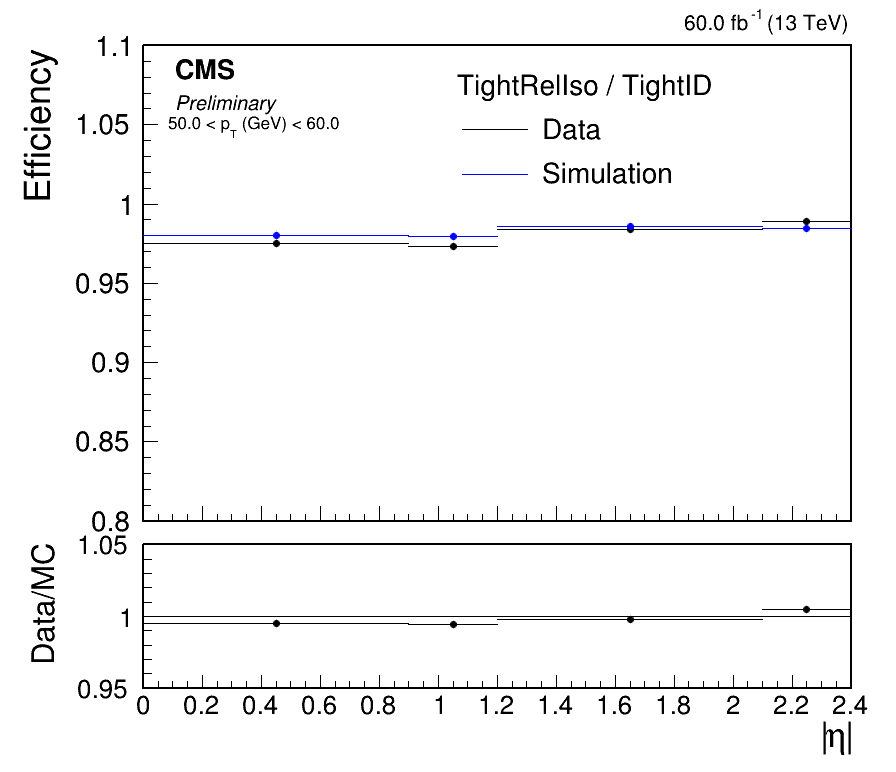 60.0 fb-1 (13 TeV)
CMS
Preliminary
50.0 < pT (GeV) < 60.0
TightRelIso / TightID
Data
Simulation
Efficiency
1.1
1.05
1
0.95
0.9
0.85
0.8
Data/MC
1.05
1
0.95
0 0.2 0.4 0.6 0.8 1 1.2 1.4 1.6 1.8 2 2.2 2.4
|η|